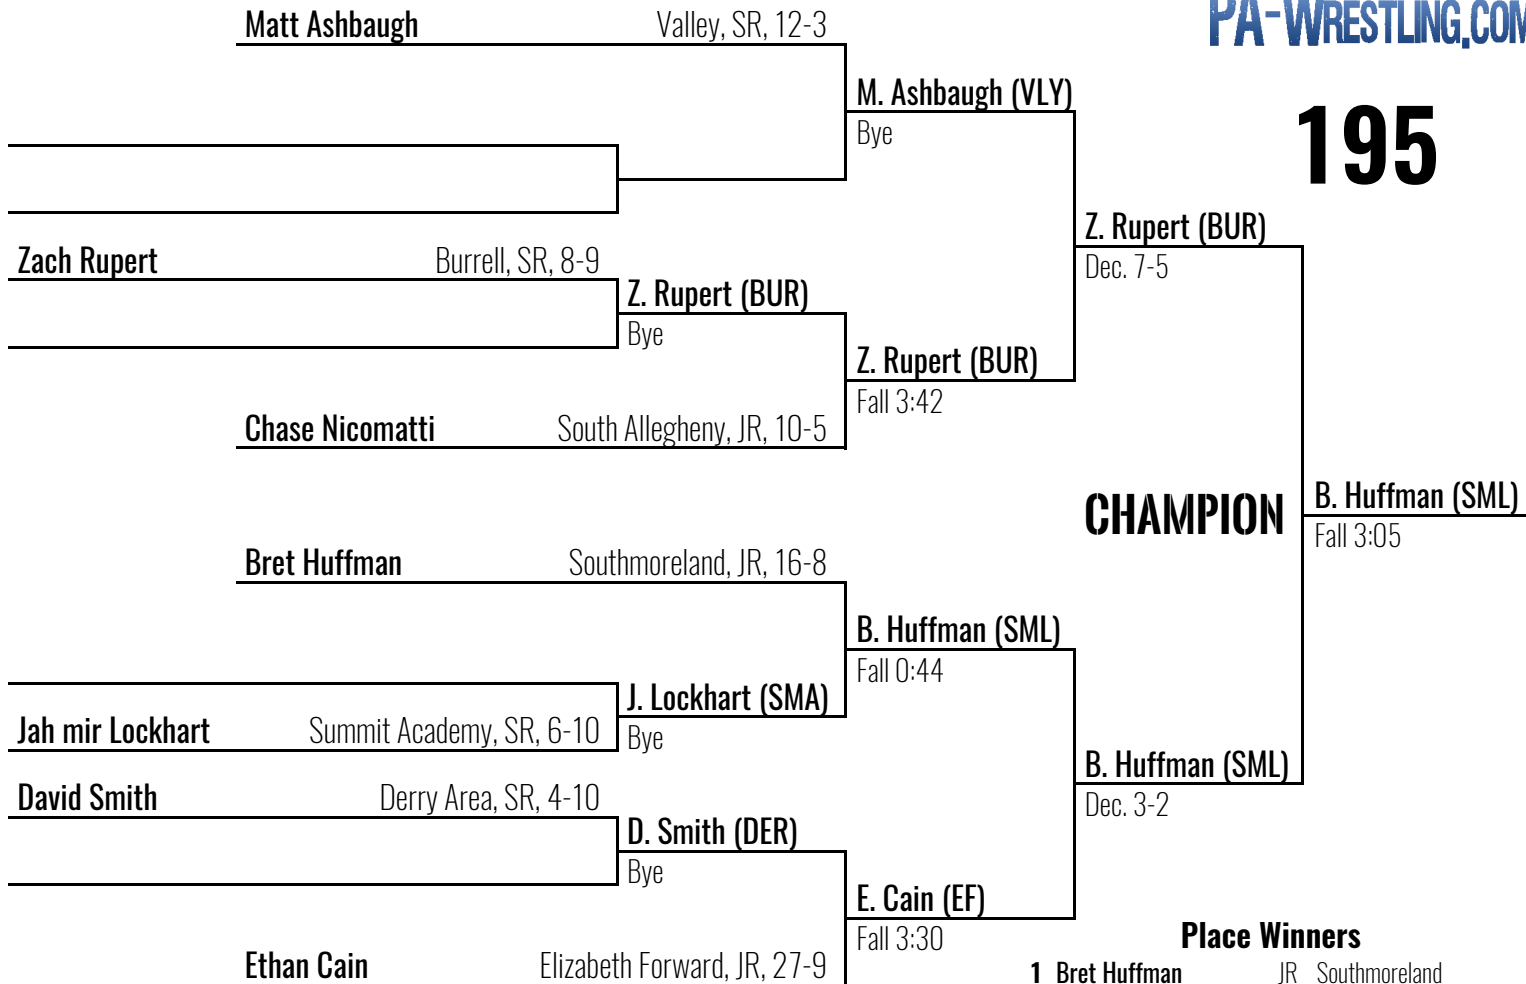 Matt Ashbaugh Valley, SR, 12-3
PA-WRESTLING.COM
M. Ashbaugh (VLY)
Bye
195
Z. Rupert (BUR)
Dec. 7-5
Zach Rupert Burrell, SR, 8-9
Z. Rupert (BUR)
Bye
Z. Rupert (BUR)
Fall 3:42
Chase Nicomatti South Allegheny, JR, 10-5
CHAMPION
B. Huffman (SML)
Fall 3:05
Bret Huffman Southmoreland, JR, 16-8
B. Huffman (SML)
Fall 0:44
J. Lockhart (SMA)
Jah mir Lockhart Summit Academy, SR, 6-10
Bye
B. Huffman (SML)
Dec. 3-2
David Smith Derry Area, SR, 4-10
D. Smith (DER)
Bye
E. Cain (EF)
Fall 3:30
Ethan Cain Elizabeth Forward, JR, 27-9
Place Winners
1 Bret Huffman JR Southmoreland